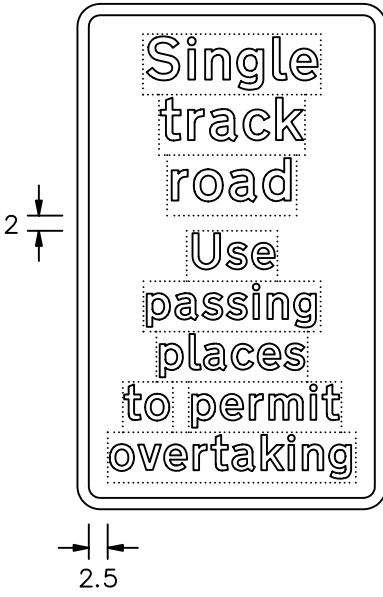 Single
track
road
2
Use
passing
places
to permit
overtaking
2.5